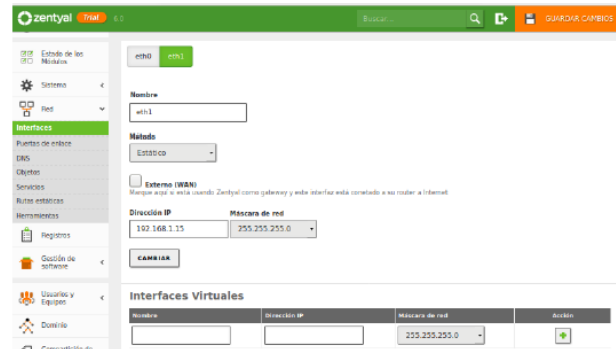 zentyal Trial 6.0 Buscar... GUARDAR CAMBIOS
Estado de los Módulos
Sistema
Red
Interfaces
Puertas de enlace
DNS
Objetos
Servicios
Rutas estáticas
Herramientas
Registros
Gestión de software
Usuarios y Equipos
Dominio
eth0 eth1
Nombre
eth1
Método
Estático
Externo (WAN)
Marque aquí si está usando Zentyal como gateway y este interfaz está conetado a su router a Internet
Dirección IP Máscara de red
192.168.1.15 255.255.255.0
CAMBIAR
Interfaces Virtuales
Nombre Dirección IP Máscara de red Acción
255.255.255.0